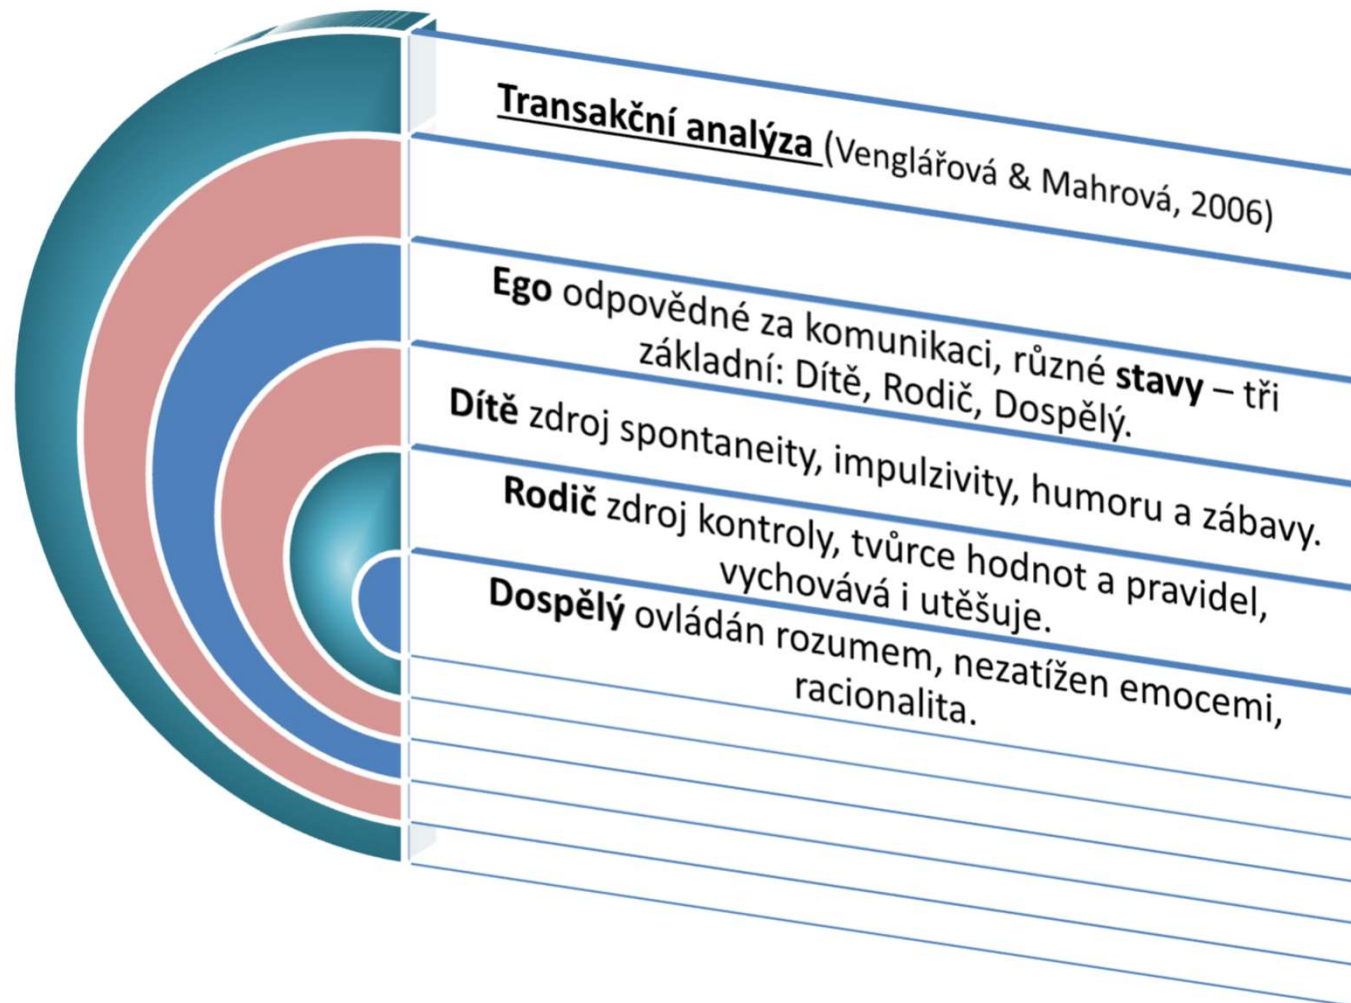 Transakční analýza (Venglářová & Mahrová, 2006)
Ego odpovědné za komunikaci, různé stavy – tři
základní: Dítě, Rodič, Dospělý.
Dítě zdroj spontaneity, impulzivity, humoru a zábavy.
Rodič zdroj kontroly, tvůrce hodnot a pravidel,
vychovává i utěšuje.
Dospělý ovládán rozumem, nezatížen emocemi,
racionalita.